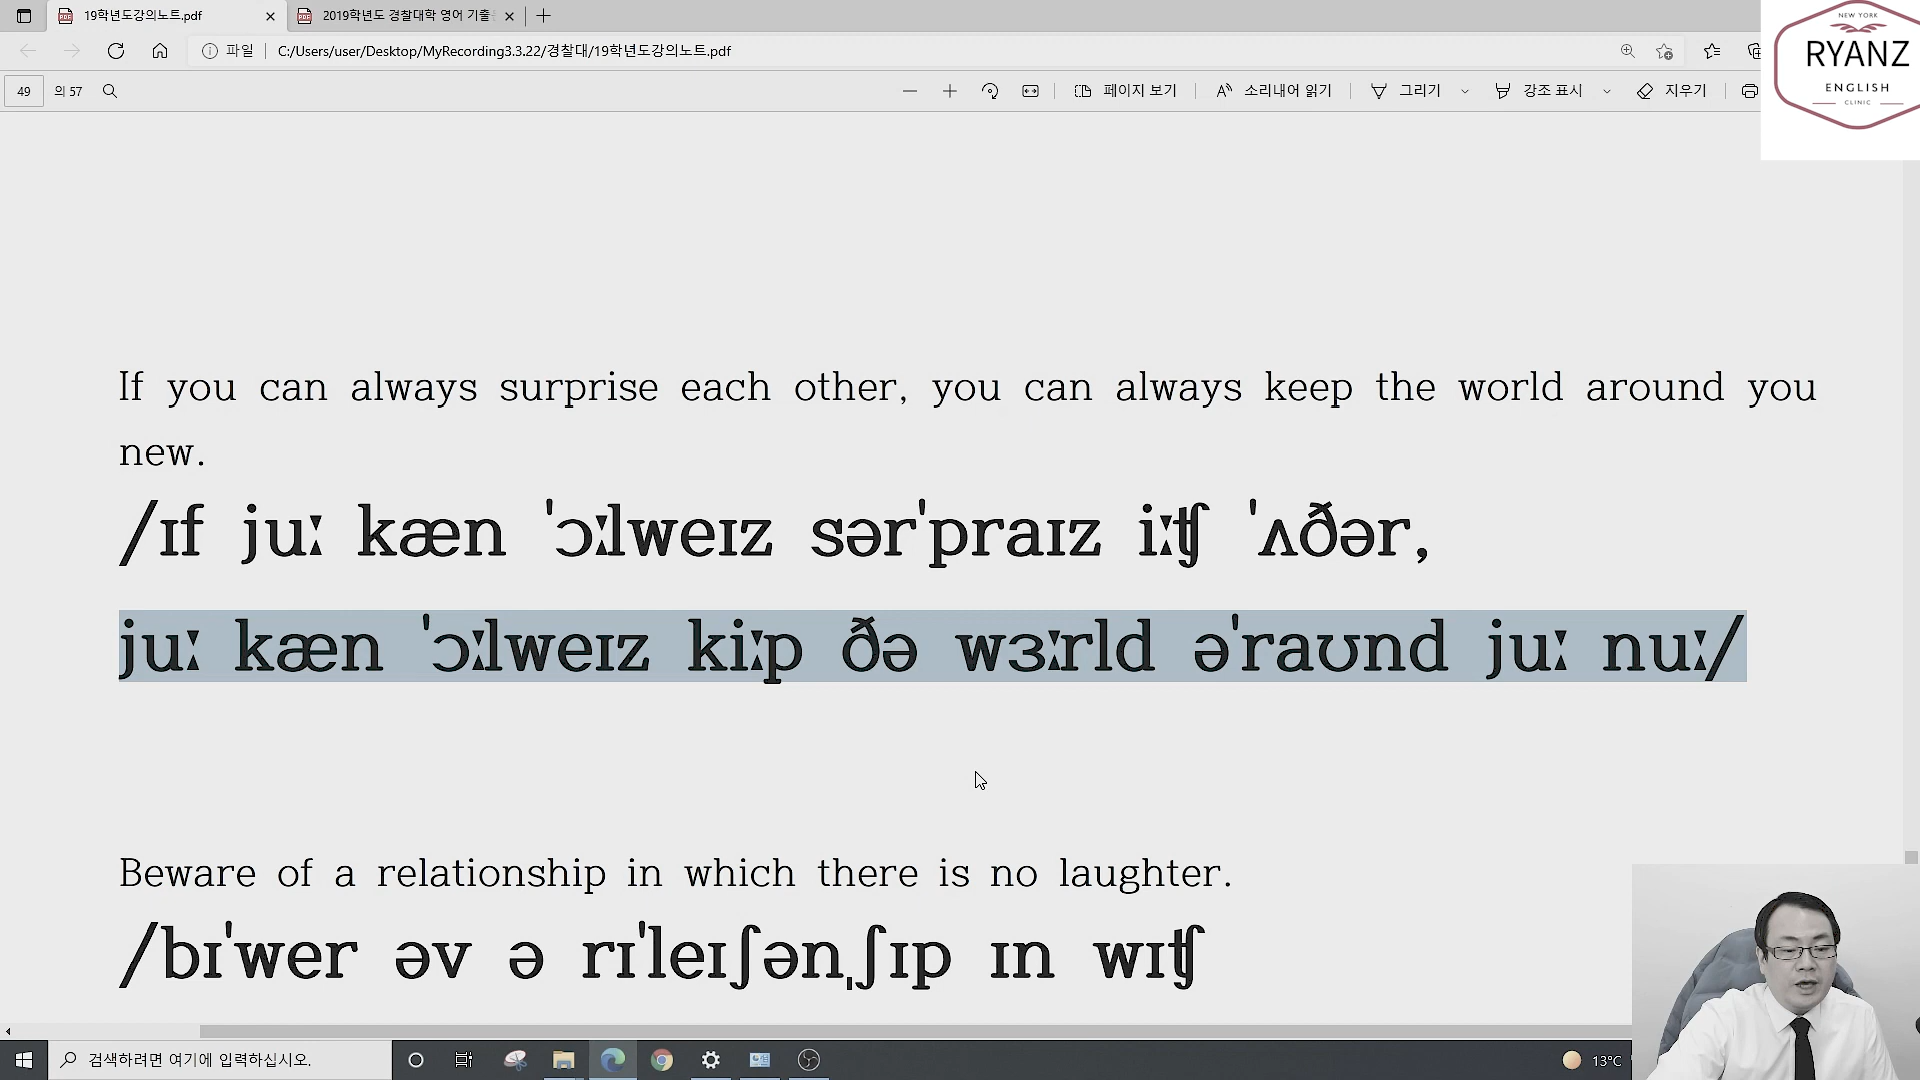 19학년도강의노트.pdf
2019학년도 경찰대학 영어 기출
파일
C:/Users/user/Desktop/MyRecording3.3.22/경찰대/19학년도강의노트.pdf
49 의 57
페이지 보기
소리내어 읽기
그리기
강조 표시
지우기
NEW YORK
RYANZ
ENGLISH
CLINIC
If you can always surprise each other, you can always keep the world around you
new.
/ɪf juː kæn ˈɔːlweɪz sərˈpraɪz iːʧ ˈʌðər,
juː kæn ˈɔːlweɪz kiːp ðə wɜːrld əˈraʊnd juː nuː/
Beware of a relationship in which there is no laughter.
/bɪˈwer əv ə rɪˈleɪʃənˌʃɪp ɪn wɪʧ
검색하려면 여기에 입력하십시오.
13°C